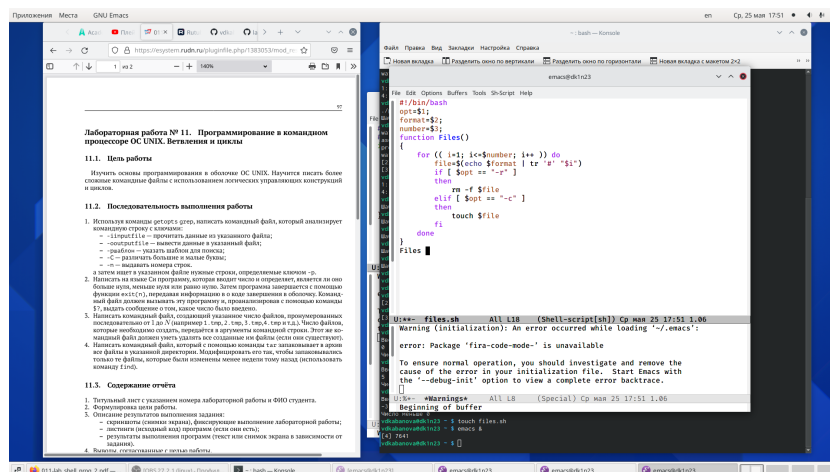 Приложения Места GNU Emacs
en Ср, 25 мая 17:51
https://esystem.rudn.ru/pluginfile.php/1383053/mod_re
1 из 2
140%
97
Лабораторная работа № 11. Программирование в командном
процессоре ОС UNIX. Ветвления и циклы
11.1. Цель работы
Изучить основы программирования в оболочке ОС UNIX. Научится писать более
сложные командные файлы с использованием логических управляющих конструкций
и циклов.
11.2. Последовательность выполнения работы
1. Используя команды getopts grep, написать командный файл, который анализирует
командную строку с ключами:
– -iinputfile — прочитать данные из указанного файла;
– -ooutputfile — вывести данные в указанный файл;
– -pшаблон — указать шаблон для поиска;
– -C — различать большие и малые буквы;
– -n — выдавать номера строк.
а затем ищет в указанном файле нужные строки, определяемые ключом -p.
2. Написать на языке Си программу, которая вводит число и определяет, является ли оно
больше нуля, меньше нуля или равно нулю. Затем программа завершается с помощью
функции exit(n), передавая информацию в о коде завершения в оболочку. Команд-
ный файл должен вызывать эту программу и, проанализировав с помощью команды
$?, выдать сообщение о том, какое число было введено.
3. Написать командный файл, создающий указанное число файлов, пронумерованных
последовательно от 1 до N (например 1.tmp, 2.tmp, 3.tmp, 4.tmp и т.д.). Число файлов,
которые необходимо создать, передаётся в аргументы командной строки. Этот же ко-
мандный файл должен уметь удалять все созданные им файлы (если они существуют).
4. Написать командный файл, который с помощью команды tar запаковывает в архив
все файлы в указанной директории. Модифицировать его так, чтобы запаковывались
только те файлы, которые были изменены менее недели тому назад (использовать
команду find).
11.3. Содержание отчёта
1. Титульный лист с указанием номера лабораторной работы и ФИО студента.
2. Формулировка цели работы.
3. Описание результатов выполнения задания:
– скриншоты (снимки экрана), фиксирующие выполнение лабораторной работы;
– листинги (исходный код) программ (если они есть);
– результаты выполнения программ (текст или снимок экрана в зависимости от
задания).
4. Выводы, согласованные с целью работы.
~ : bash — Konsole
Файл Правка Вид Закладки Настройка Справка
Новая вкладка Разделить окно по вертикали Разделить окно по горизонтали Новая вкладка с макетом 2×2
emacs@dk1n23
File Edit Options Buffers Tools Sh-Script Help
#!/bin/bash
opt=$1;
format=$2;
number=$3;
function Files()
{
for (( i=1; i<=$number; i++ )) do
file=$(echo $format | tr '#' "$i")
if [ $opt == "-r" ]
then
rm -f $file
elif [ $opt == "-c" ]
then
touch $file
fi
done
}
Files
U:**- files.sh All L18 (Shell-script[sh]) Ср мая 25 17:51 1.06
Warning (initialization): An error occurred while loading '~/.emacs':
error: Package 'fira-code-mode-' is unavailable
To ensure normal operation, you should investigate and remove the
cause of the error in your initialization file. Start Emacs with
the '--debug-init' option to view a complete error backtrace.
U:%*- *Warnings* All L8 (Special) Ср мая 25 17:51 1.06
Beginning of buffer
vdkabanova@dk1n23 ~ $ touch files.sh
vdkabanova@dk1n23 ~ $ emacs &
[4] 7641
vdkabanova@dk1n23 ~ $
~ : bash — Konsole
emacs@dk1n23
emacs@dk1n23
emacs@dk1n23